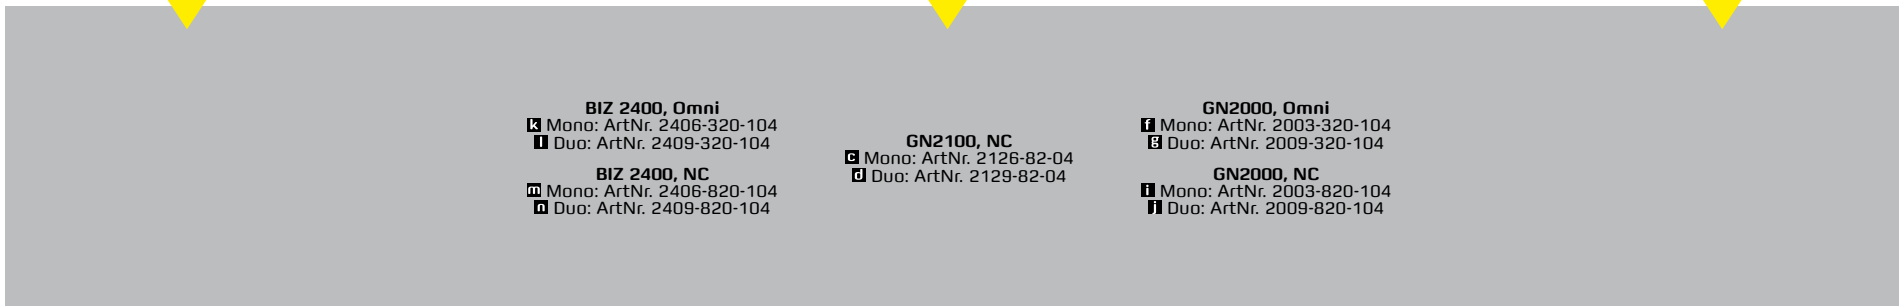 BIZ 2400, Omni
k Mono: ArtNr. 2406-320-104
l Duo: ArtNr. 2409-320-104
BIZ 2400, NC
m Mono: ArtNr. 2406-820-104
n Duo: ArtNr. 2409-820-104
GN2100, NC
c Mono: ArtNr. 2126-82-04
d Duo: ArtNr. 2129-82-04
GN2000, Omni
f Mono: ArtNr. 2003-320-104
g Duo: ArtNr. 2009-320-104
GN2000, NC
i Mono: ArtNr. 2003-820-104
j Duo: ArtNr. 2009-820-104